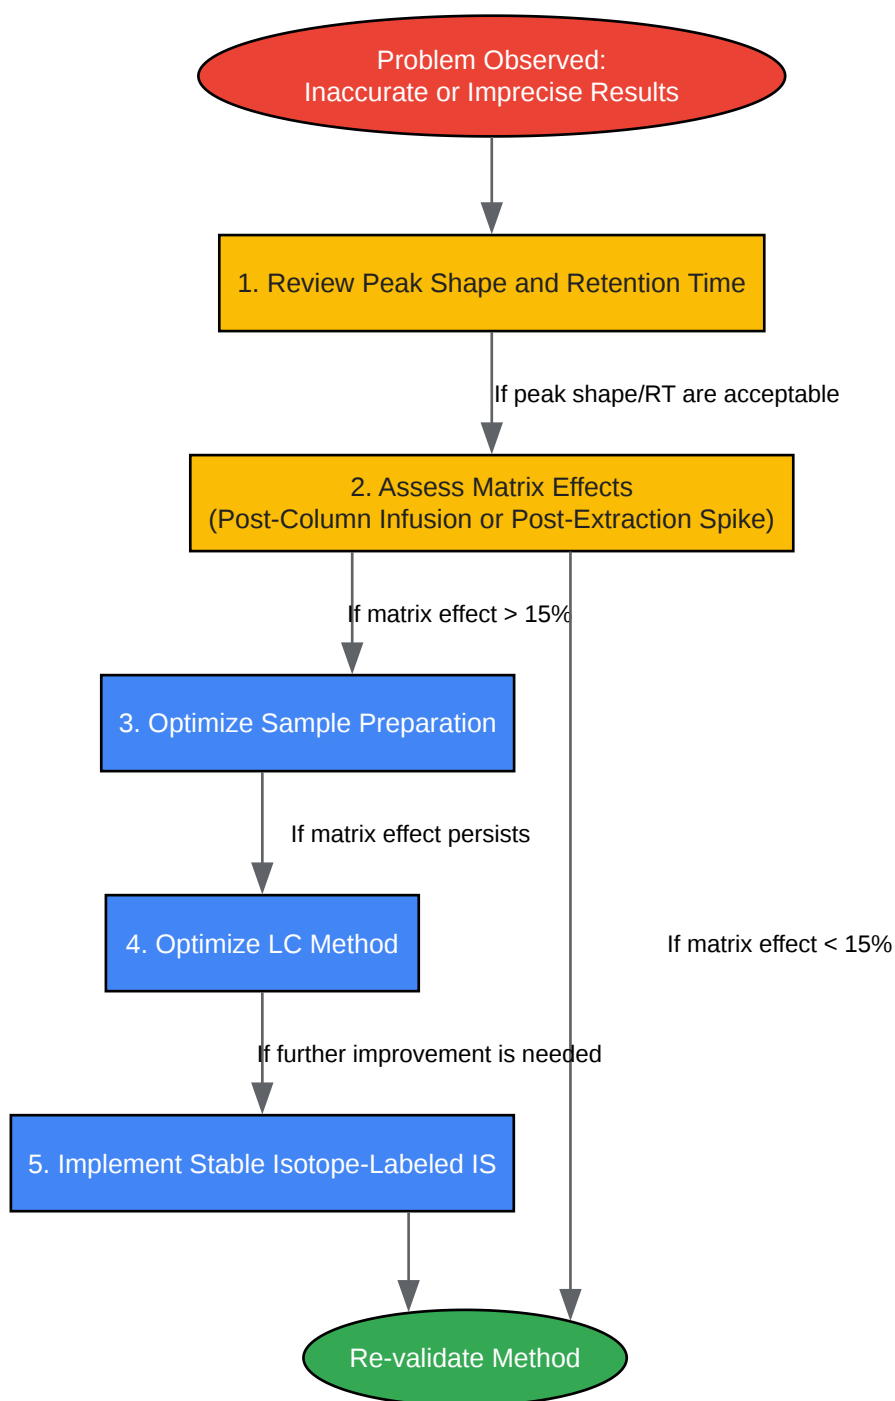 Problem Observed:
Inaccurate or Imprecise Results
1. Review Peak Shape and Retention Time
If peak shape/RT are acceptable
2. Assess Matrix Effects
(Post-Column Infusion or Post-Extraction Spike)
If matrix effect > 15%
3. Optimize Sample Preparation
If matrix effect persists
4. Optimize LC Method
If matrix effect < 15%
If further improvement is needed
5. Implement Stable Isotope-Labeled IS
Re-validate Method